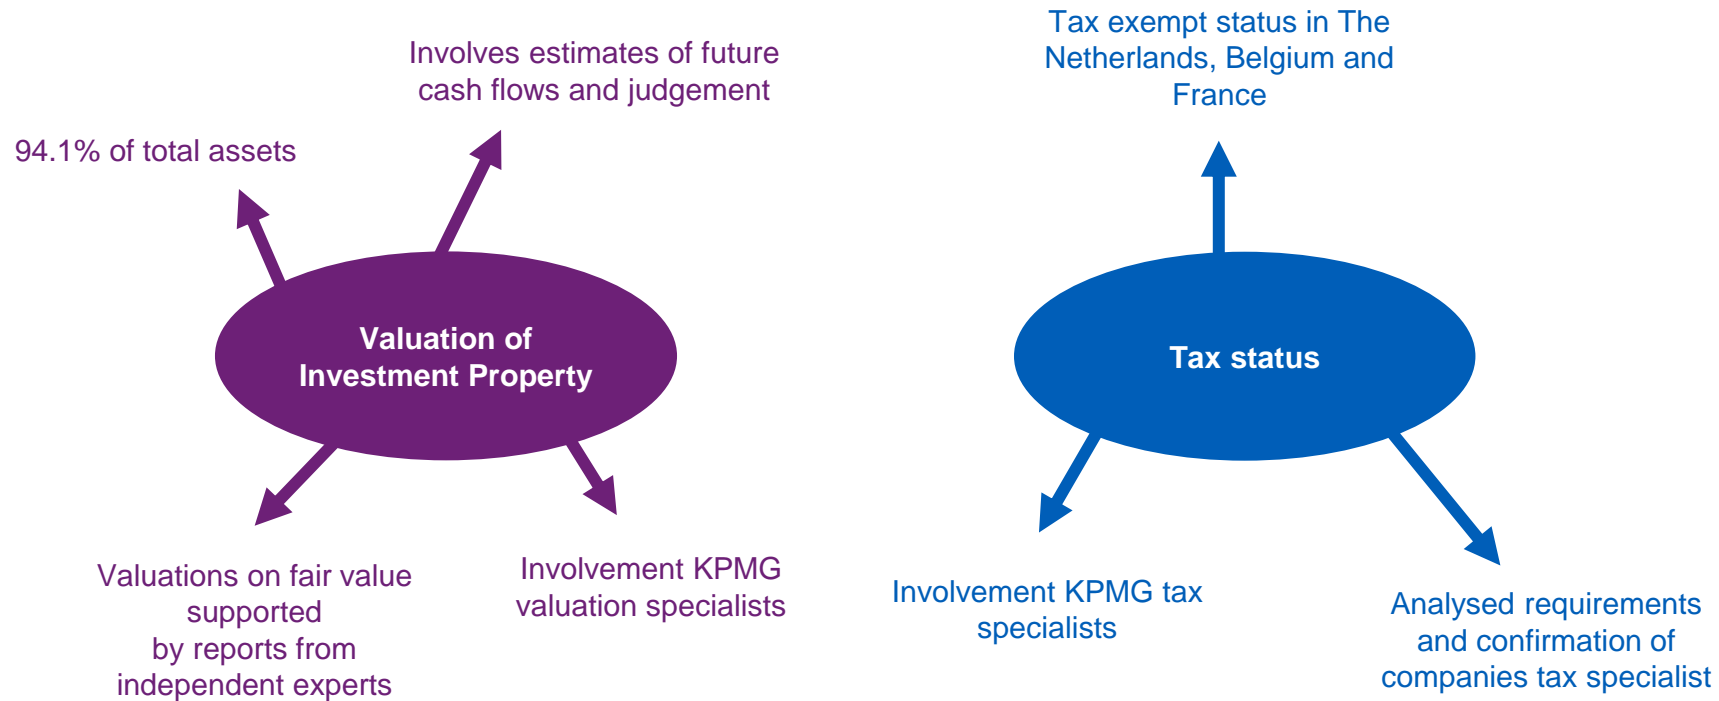 Involves estimates of future
cash flows and judgement
94.1% of total assets
Valuation of
Investment Property
Valuations on fair value
supported
by reports from
independent experts
Involvement KPMG
valuation specialists
Tax exempt status in The
Netherlands, Belgium and
France
Tax status
Involvement KPMG tax
specialists
Analysed requirements
and confirmation of
companies tax specialist